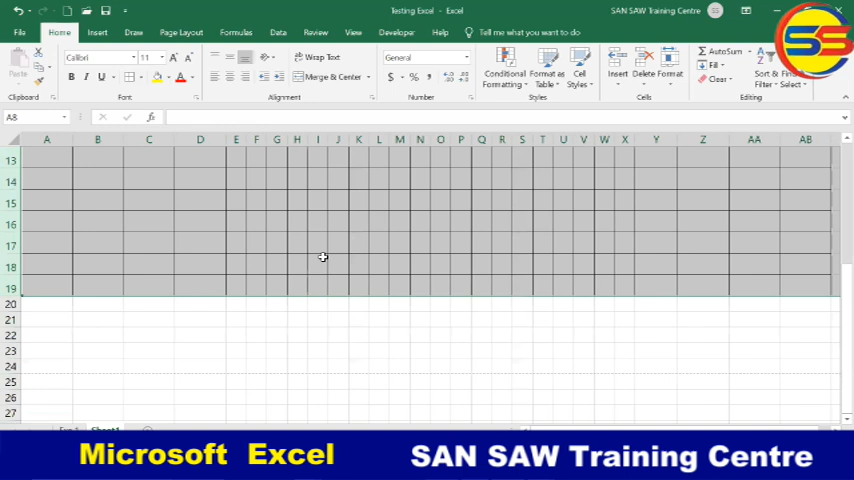 Testing Excel - Excel
SAN SAW Training Centre
SS
File Home Insert Draw Page Layout Formulas Data Review View Developer Help Tell me what you want to do
Calibri 11 Wrap Text General AutoSum
Paste Conditional Format as Cell Insert Delete Format Fill Sort & Find &
B I U Merge & Center $ % Formatting Table Styles Clear Filter Select
Clipboard Font Alignment Number Styles Cells Editing
A8
A B C D E F G H I J K L M N O P Q R S T U V W X Y Z AA AB
13
14
15
16
17
18
19
20
21
22
23
24
25
26
27
Sheet1
Microsoft Excel SAN SAW Training Centre